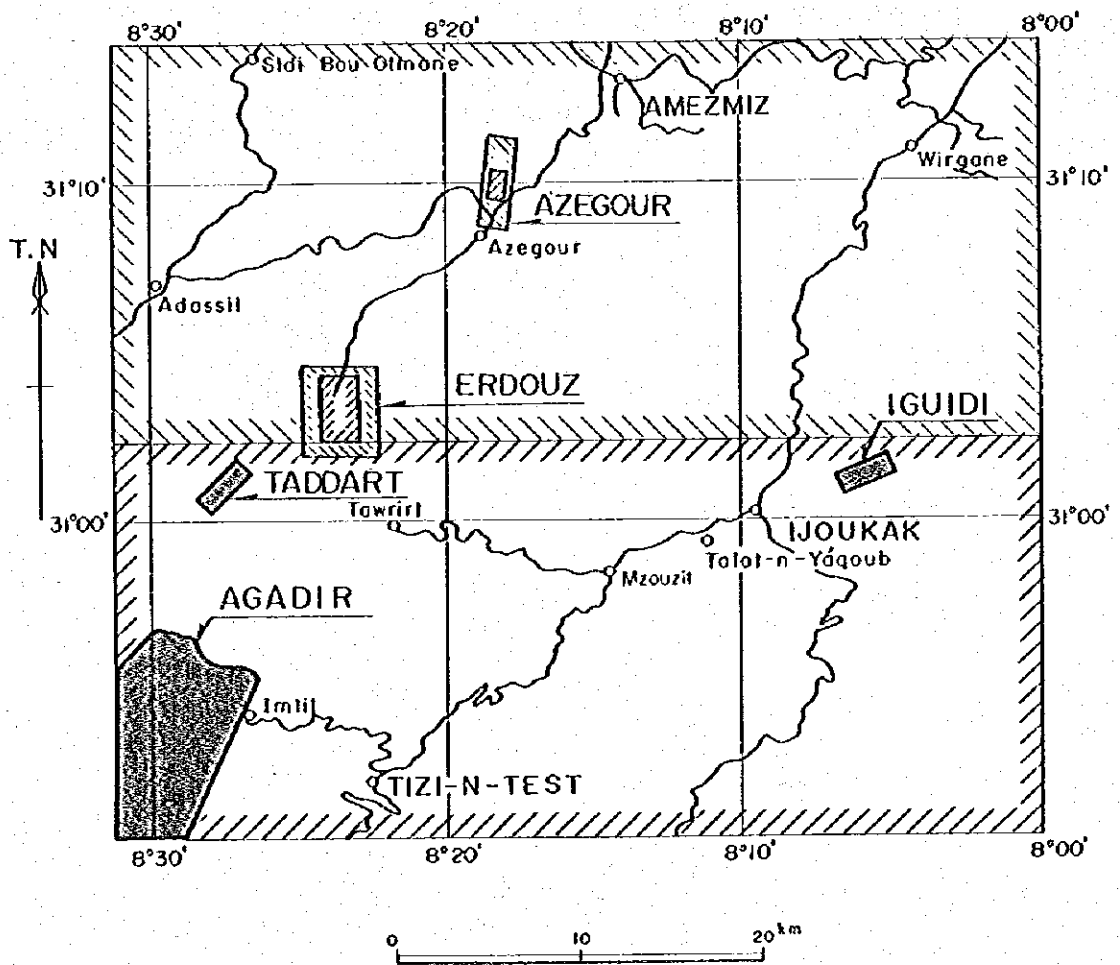 8°30'
8°20'
8°10'
8°00'
Sidi Bou Otmane
AMEZMIZ
Wirgane
31°10'
31°10'
AZEGOUR
Azegour
T.N
Adassil
ERDOUZ
IGUIDI
TADDART
Tawrirt
31°00'
31°00'
IJOUKAK
Talat-n-Yáqoub
Mzouzit
AGADIR
Imlil
TIZI-N-TEST
8°30'
8°20'
8°10'
8°00'
0 10 20 km